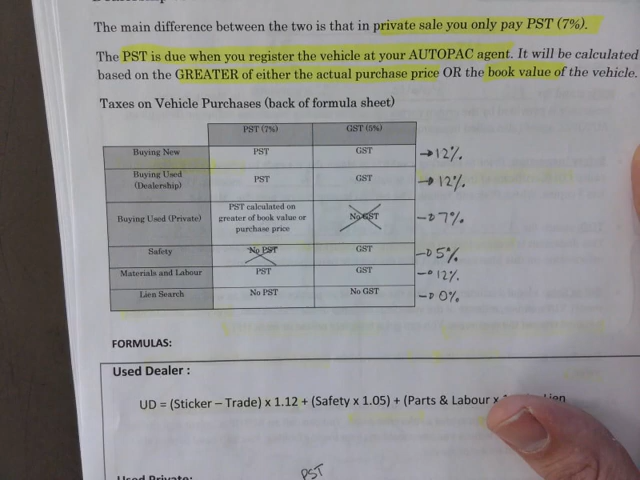 The main difference between the two is that in private sale you only pay PST (7%).
The PST is due when you register the vehicle at your AUTOPAC agent. It will be calculated
based on the GREATER of either the actual purchase price OR the book value of the vehicle.
Taxes on Vehicle Purchases (back of formula sheet)
PST (7%) GST (5%)
Buying New PST GST →12%
Buying Used (Dealership) PST GST →12%
Buying Used (Private) PST calculated on greater of book value or purchase price No GST →7%
Safety No PST GST →5%
Materials and Labour PST GST →12%
Lien Search No PST No GST →0%
FORMULAS:
Used Dealer :
UD = (Sticker – Trade) x 1.12 + (Safety x 1.05) + (Parts & Labour x
Used Private:
PST